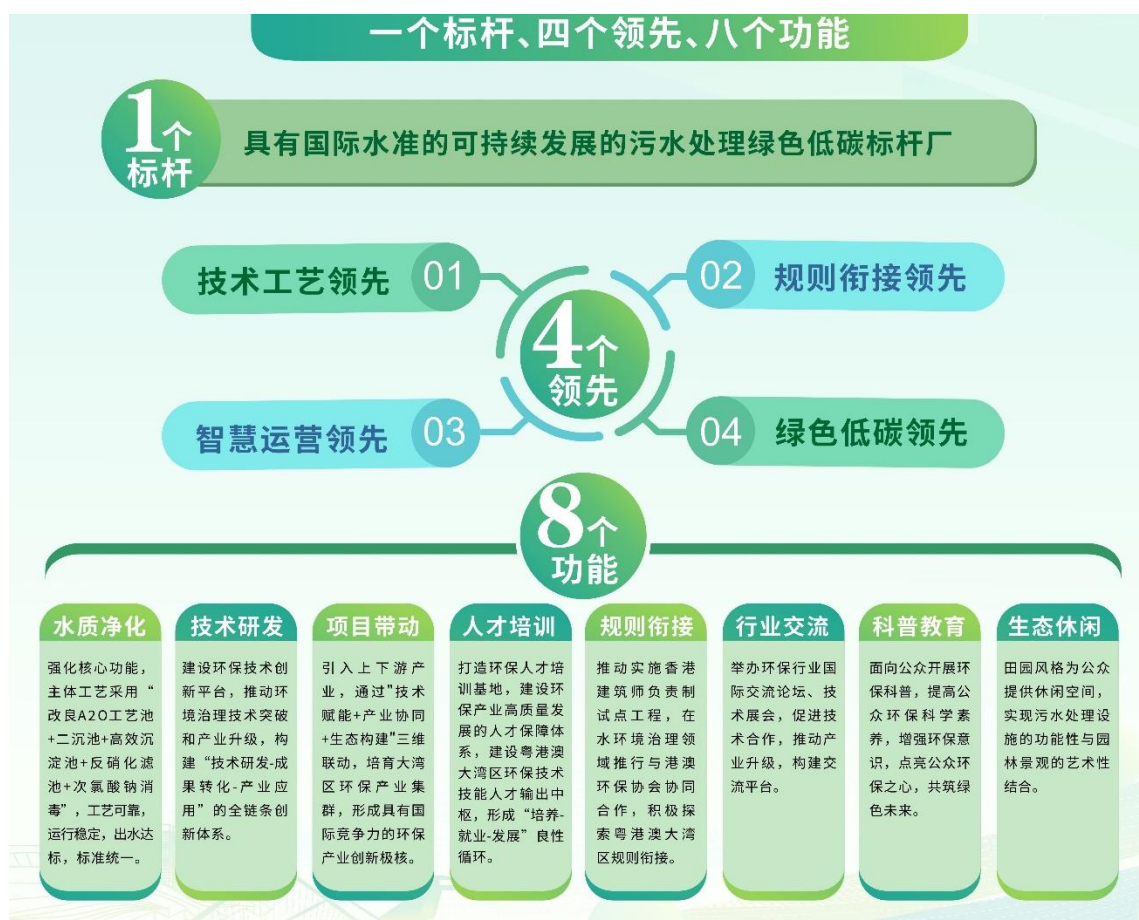 一个标杆、四个领先、八个功能
1个
标杆
具有国际水准的可持续发展的污水处理绿色低碳标杆厂
技术工艺领先 01
02 规则衔接领先
4个
领先
智慧运营领先 03
04 绿色低碳领先
8个
功能
水质净化
强化核心功能，
主体工艺采用“
改良A2O工艺池
+二沉池+高效沉
淀池+反硝化滤
池+次氯酸钠消
毒”，工艺可靠，
运行稳定，出水达
标，标准统一。
技术研发
建设环保技术创
新平台，推动环
境治理技术突破
和产业升级，构
建“技术研发-成
果转化-产业应
用”的全链条创
新体系。
项目带动
引入上下游产
业，通过"技术
赋能+产业协同
+生态构建"三维
联动，培育大湾
区环保产业集
群，形成具有国
际竞争力的环保
产业创新极核。
人才培训
打造环保人才培
训基地，建设环
保产业高质量发
展的人才保障体
系，建设粤港澳
大湾区环保技术
技能人才输出中
枢，形成“培养-
就业-发展”良性
循环。
规则衔接
推动实施香港
建筑师负责制
试点工程，在
水环境治理领
域推行与港澳
环保协会协同
合作，积极探
索粤港澳大湾
区规则衔接。
行业交流
举办环保行业国
际交流论坛、技
术展会，促进技
术合作，推动产
业升级，构建交
流平台。
科普教育
面向公众开展环
保科普，提高公
众环保科学素
养，增强环保意
识，点亮公众环
保之心，共筑绿
色未来。
生态休闲
田园风格为公众
提供休闲空间，
实现污水处理设
施的功能性与园
林景观的艺术性
结合。